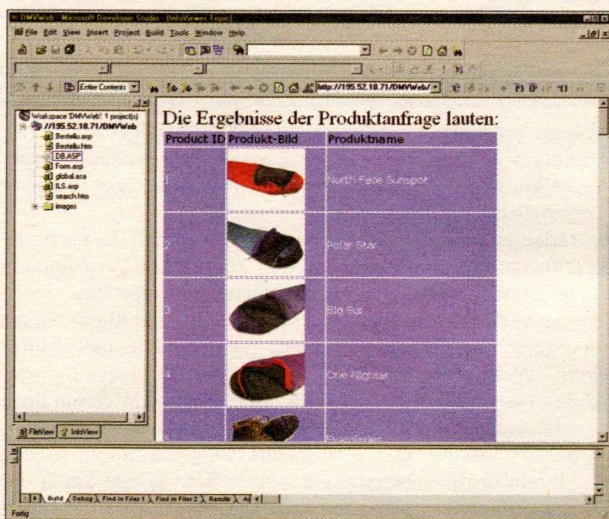 DMVWeb - Microsoft Developer Studio - [InfoViewer Topic]
File Edit View Insert Project Build Tools Window Help
Entire Contents
http://195.52.18.71/DMVWeb/
Workspace 'DMVWeb': 1 project(s)
//195.52.18.71/DMVWeb
Bestellu.asp
Bestellu.htm
DB.ASP
Form.asp
global.asa
ILS.asp
search.htm
images
FileView InfoView
Die Ergebnisse der Produktanfrage lauten:
Product ID Produkt-Bild Produktname
1 North Face Sunspot
2 Polar Star
3 Big Sur
4 One Nighter
5
Build Debug Find in Files 1 Find in Files 2 Results
Fertig